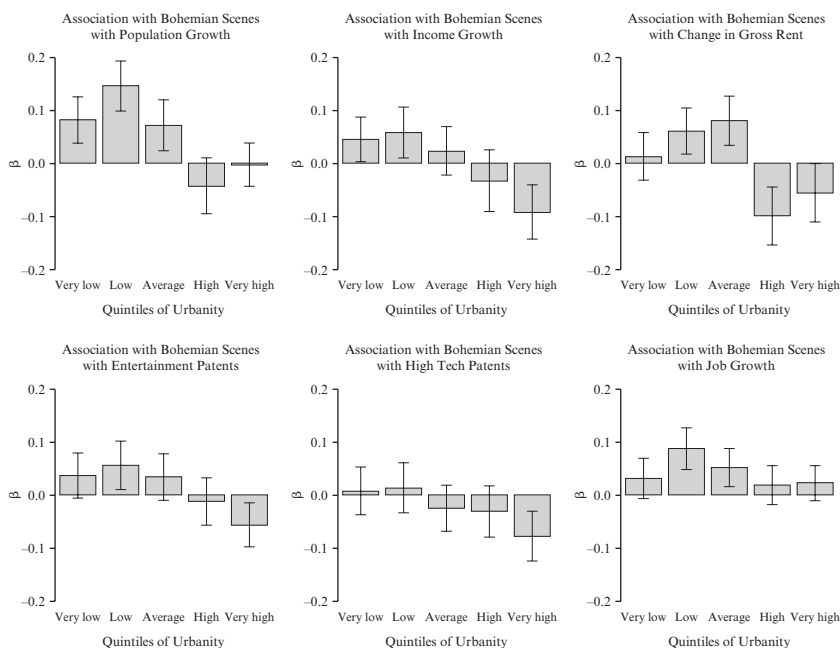 Association with Bohemian Scenes
with Population Growth
0.2
0.1
0.0
–0.1
–0.2
β
Very low Low Average High Very high
Quintiles of Urbanity
Association with Bohemian Scenes
with Income Growth
0.2
0.1
0.0
–0.1
–0.2
β
Very low Low Average High Very high
Quintiles of Urbanity
Association with Bohemian Scenes
with Change in Gross Rent
0.2
0.1
0.0
–0.1
–0.2
β
Very low Low Average High Very high
Quintiles of Urbanity
Association with Bohemian Scenes
with Entertainment Patents
0.2
0.1
0.0
–0.1
–0.2
β
Very low Low Average High Very high
Quintiles of Urbanity
Association with Bohemian Scenes
with High Tech Patents
0.2
0.1
0.0
–0.1
–0.2
β
Very low Low Average High Very high
Quintiles of Urbanity
Association with Bohemian Scenes
with Job Growth
0.2
0.1
0.0
–0.1
–0.2
β
Very low Low Average High Very high
Quintiles of Urbanity